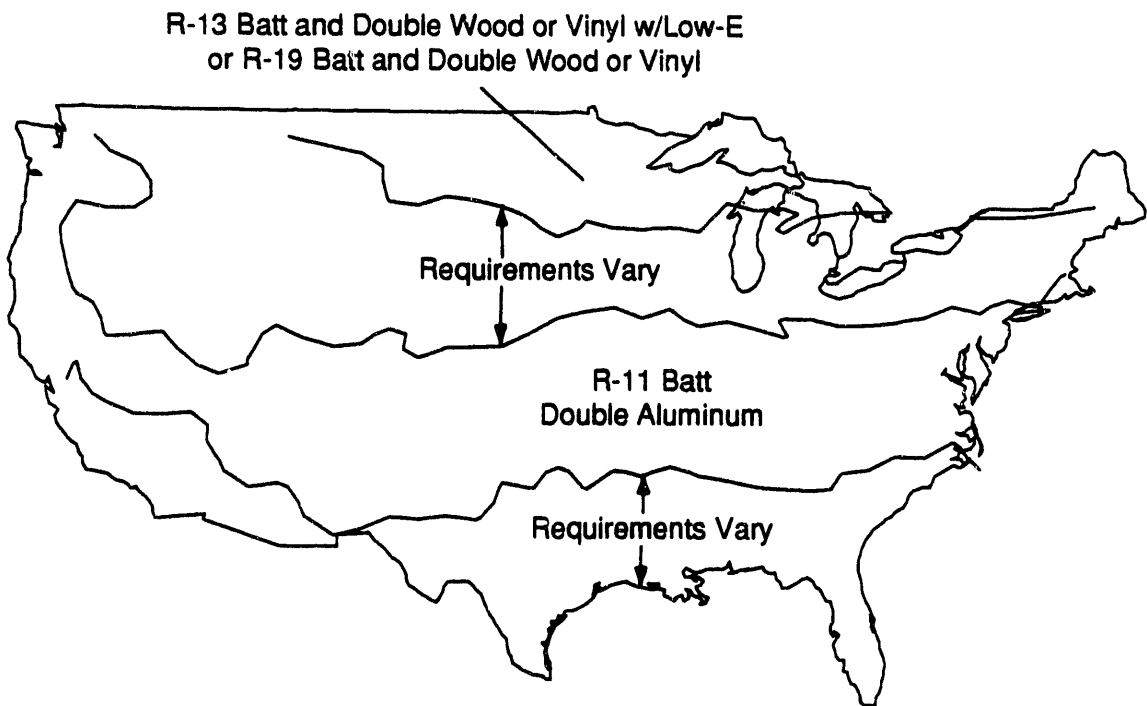 R-13 Batt and Double Wood or Vinyl w/Low-E
or R-19 Batt and Double Wood or Vinyl
Requirements Vary
R-11 Batt
Double Aluminum
Requirements Vary